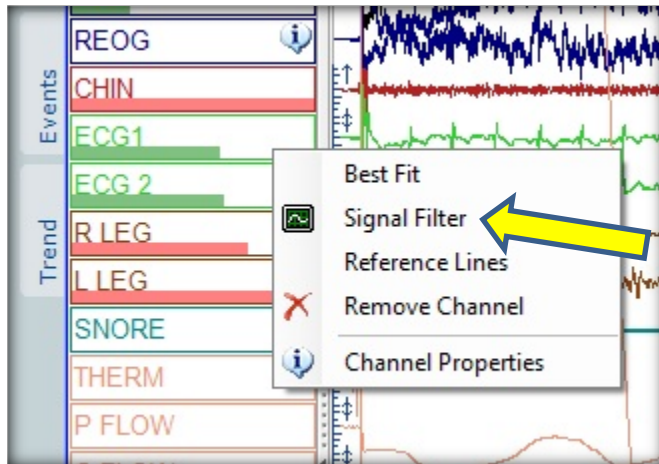 Events
Trend
REOG
CHIN
ECG1
ECG 2
R LEG
L LEG
SNORE
THERM
P FLOW
Best Fit
Signal Filter
Reference Lines
Remove Channel
Channel Properties